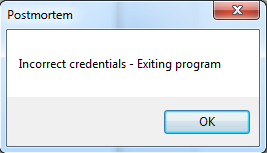 Postmortem
Incorrect credentials - Exiting program
OK